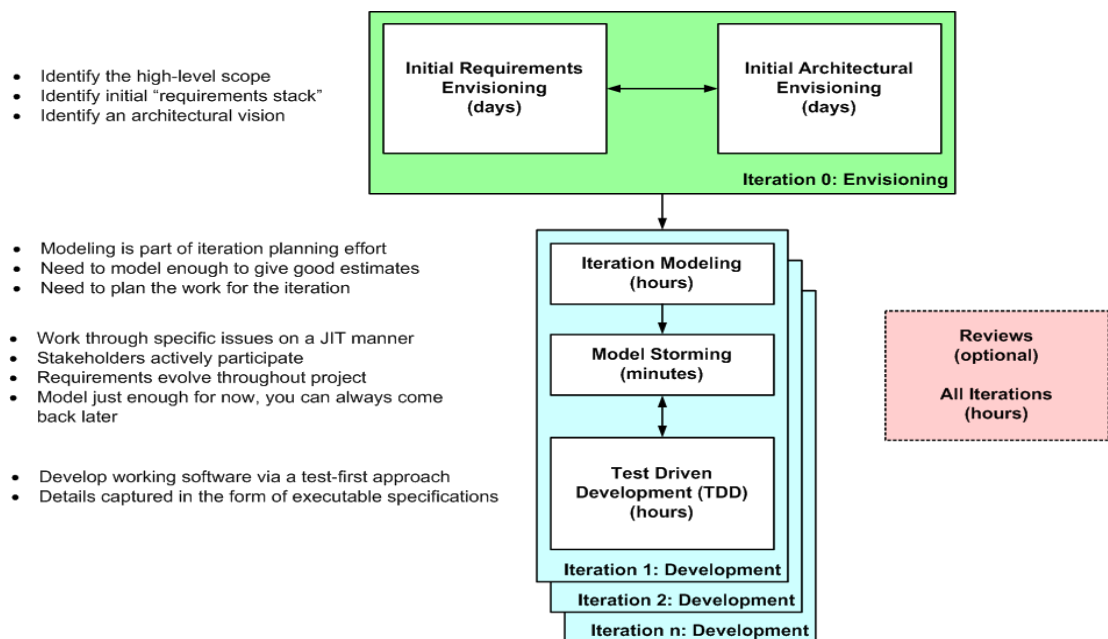 Initial Requirements
Envisioning
(days)
Initial Architectural
Envisioning
(days)
Iteration 0: Envisioning
• Identify the high-level scope
• Identify initial “requirements stack”
• Identify an architectural vision
• Modeling is part of iteration planning effort
• Need to model enough to give good estimates
• Need to plan the work for the iteration
Iteration Modeling
(hours)
• Work through specific issues on a JIT manner
• Stakeholders actively participate
• Requirements evolve throughout project
• Model just enough for now, you can always come
back later
Model Storming
(minutes)
• Develop working software via a test-first approach
• Details captured in the form of executable specifications
Test Driven
Development (TDD)
(hours)
Iteration 1: Development
Iteration 2: Development
Iteration n: Development
Reviews
(optional)
All Iterations
(hours)